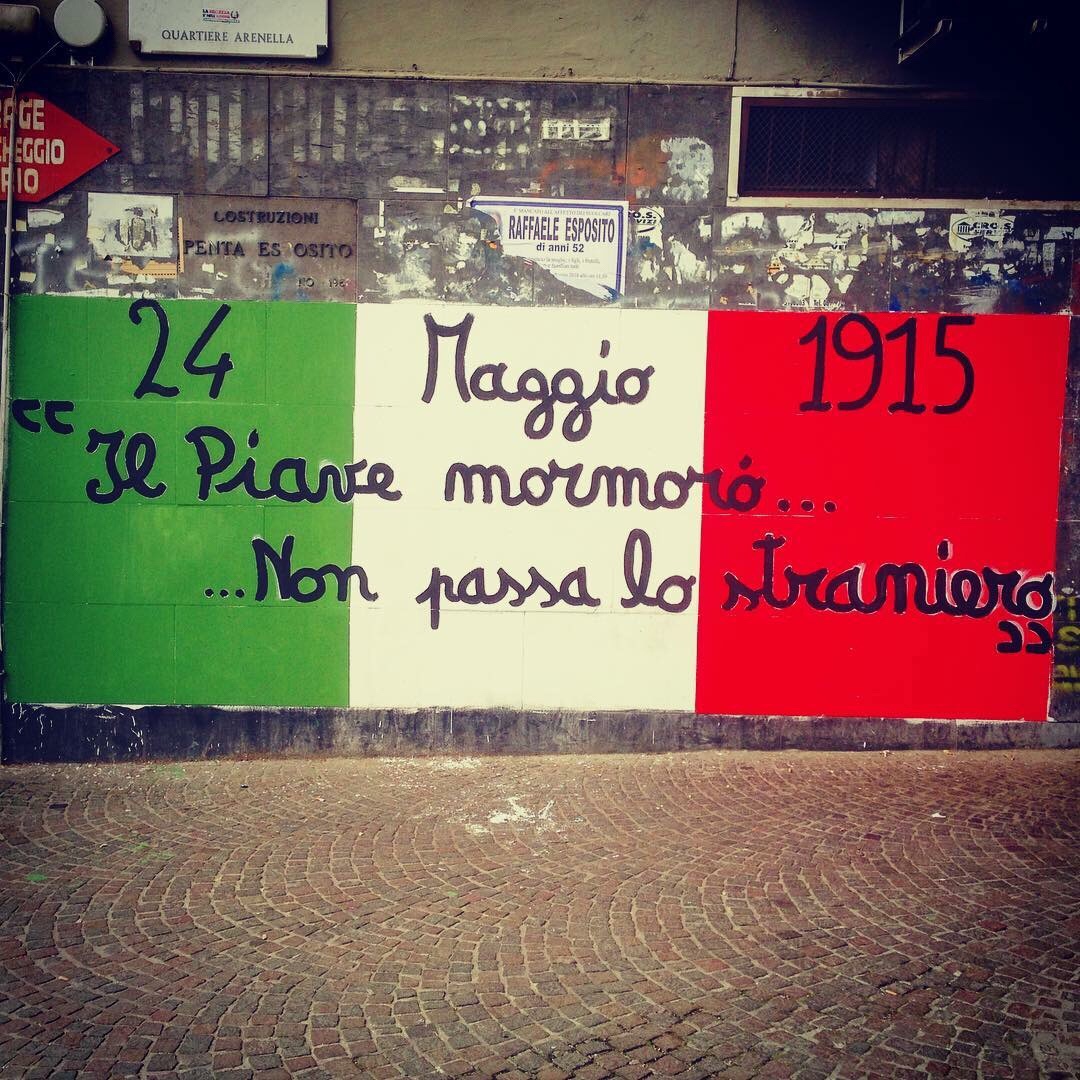 QUARTIERE ARENELLA
COSTRUZIONI
PENTA ESPOSITO
RAFFAELE ESPOSITO
di anni 52
24 Maggio 1915
“Il Piave mormoró...
...Non passa lo straniero”